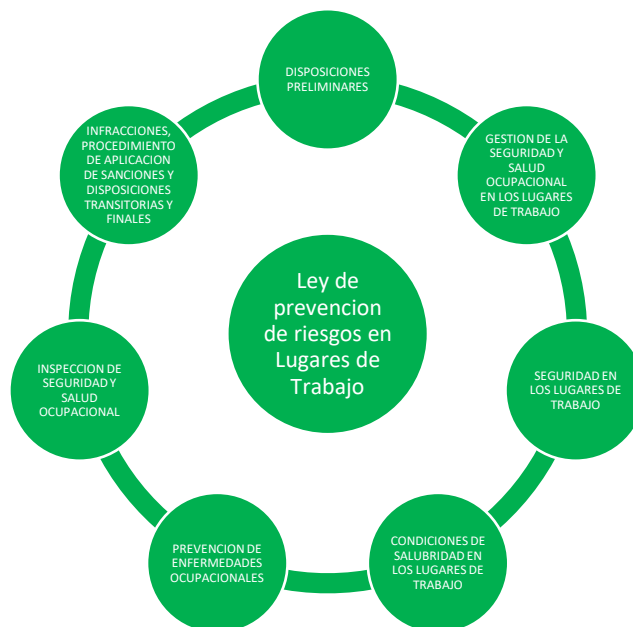 DISPOSICIONES
PRELIMINARES
GESTION DE LA
SEGURIDAD Y
SALUD
OCUPACIONAL
EN LOS LUGARES
DE TRABAJO
SEGURIDAD EN
LOS LUGARES DE
TRABAJO
CONDICIONES DE
SALUBRIDAD EN
LOS LUGARES DE
TRABAJO
PREVENCION DE
ENFERMEDADES
OCUPACIONALES
INSPECCION DE
SEGURIDAD Y
SALUD
OCUPACIONAL
INFRACCIONES,
PROCEDIMIENTO
DE APLICACION
DE SANCIONES Y
DISPOSICIONES
TRANSITORIAS Y
FINALES
Ley de
prevencion
de riesgos en
Lugares de
Trabajo